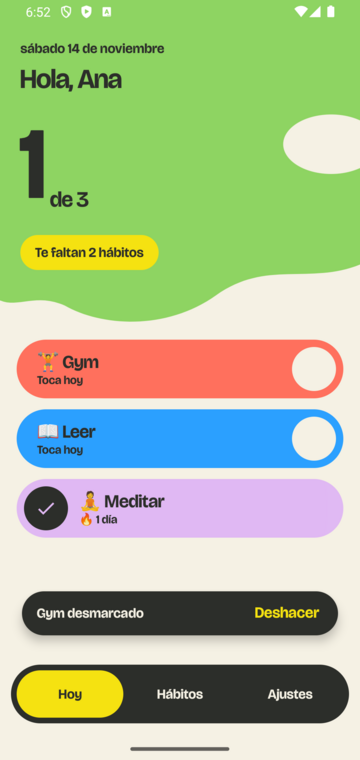 6:52
sábado 14 de noviembre
Hola, Ana
1 de 3
Te faltan 2 hábitos
🏋️ Gym
Toca hoy
📖 Leer
Toca hoy
🧘 Meditar
🔥 1 día
Gym desmarcado Deshacer
Hoy Hábitos Ajustes